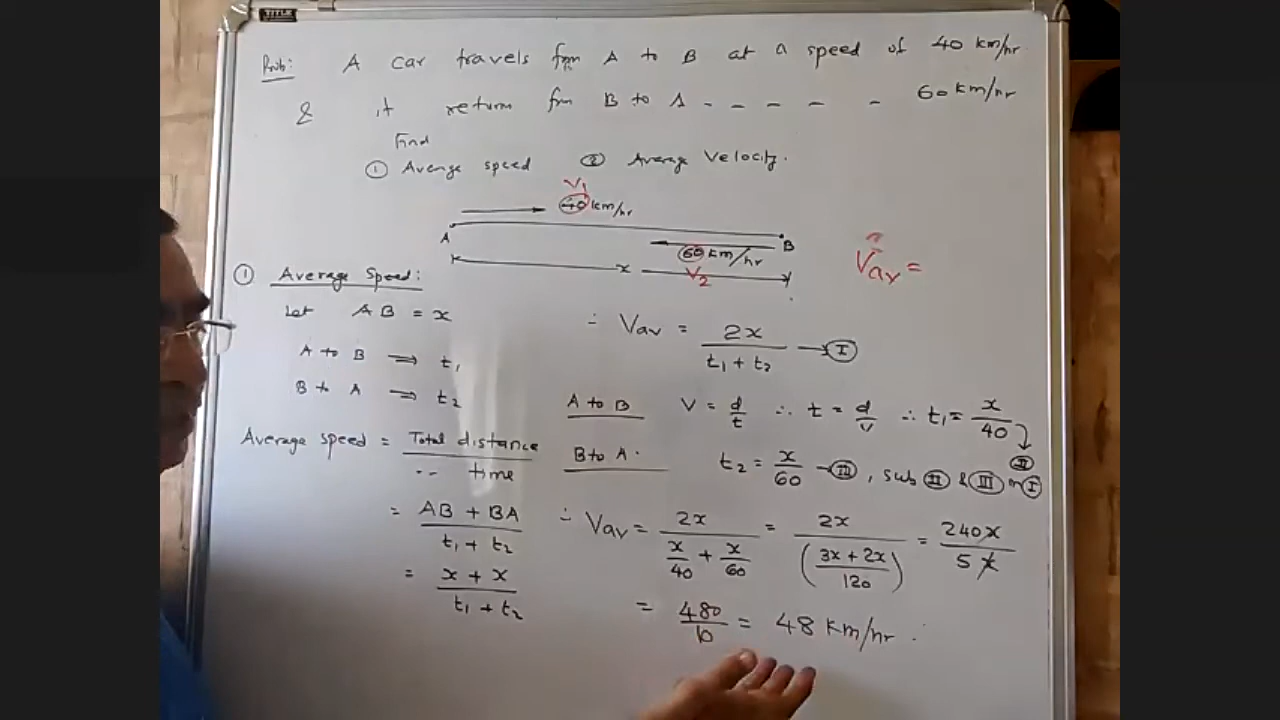 TITLE
Prob: A car travels from A to B at a speed of 40 km/hr
& it return from B to A - - - - - 60 km/hr
Find
① Average speed ② Average Velocity.
V₁
40 km/hr
A B
60 km/hr
x
V₂
Vav =
① Average Speed:
Let AB = x
A to B ⇒ t₁
B to A ⇒ t₂
Average speed = Total distance / -- time
= AB + BA / t₁ + t₂
= x + x / t₁ + t₂
∴ Vav = 2x / t₁ + t₂ → Ⓘ
A to B V = d/t ∴ t = d/v ∴ t₁ = x/40 → Ⅱ
B to A. t₂ = x/60 → Ⅲ, sub Ⅱ & Ⅲ in Ⅰ
∴ Vav = 2x / (x/40 + x/60) = 2x / ((3x + 2x)/120) = 240x / 5x
= 480/10 = 48 km/hr.